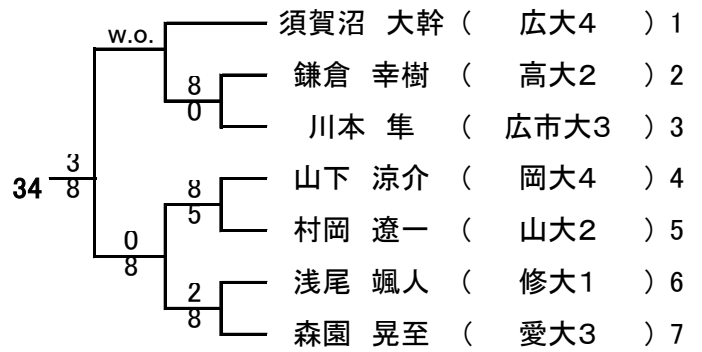 須賀沼 大幹 ( 広大4 ) 1
w.o.
鎌倉 幸樹 ( 高大2 ) 2
8
0
川本 隼 ( 広市大3 ) 3
3
34
8
山下 涼介 ( 岡大4 ) 4
8
5
村岡 遼一 ( 山大2 ) 5
0
8
浅尾 颯人 ( 修大1 ) 6
2
8
森園 晃至 ( 愛大3 ) 7